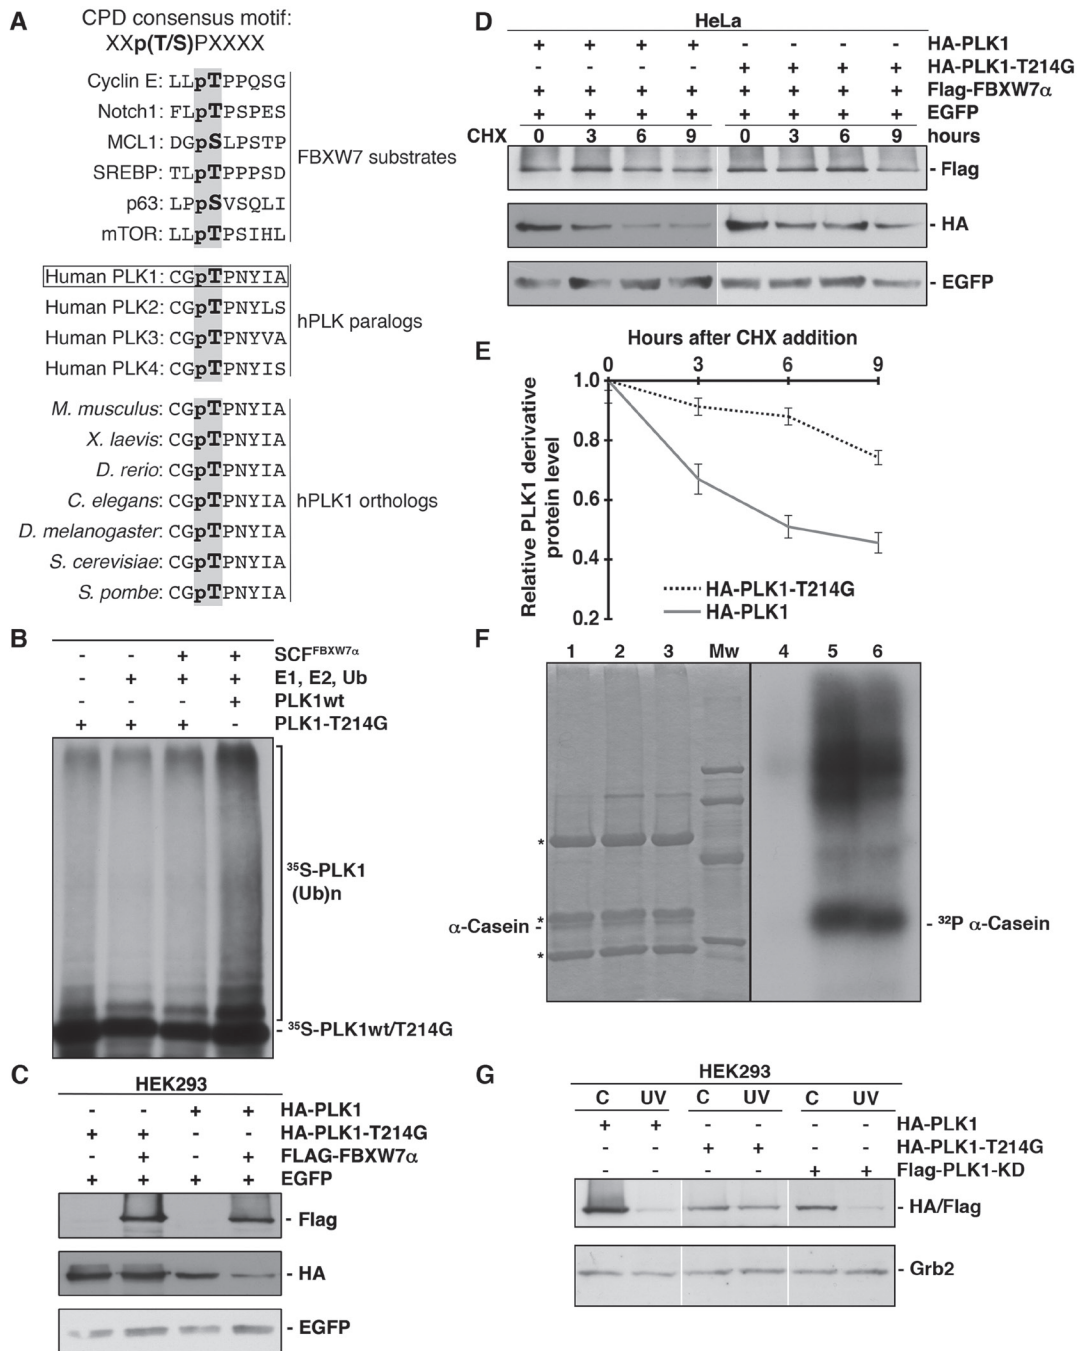 A
CPD consensus motif:
XXp(T/S)PXXXX
Cyclin E: LLpTPPQSG
Notch1: FLpTPSPES
MCL1: DGpSLPSTP
SREBP: TLpTPPPSD
p63: LPpSVSQLI
mTOR: LLpTPSIHL
FBXW7 substrates
Human PLK1: CGpTPNYIA
Human PLK2: CGpTPNYLS
Human PLK3: CGpTPNYVA
Human PLK4: CGpTPNYIS
hPLK paralogs
M. musculus: CGpTPNYIA
X. laevis: CGpTPNYIA
D. rerio: CGpTPNYIA
C. elegans: CGpTPNYIA
D. melanogaster: CGpTPNYIA
S. cerevisiae: CGpTPNYIA
S. pombe: CGpTPNYIA
hPLK1 orthologs
B
- - + + SCFFBXW7α
- + + + E1, E2, Ub
- - - + PLK1wt
+ + + - PLK1-T214G
35S-PLK1
(Ub)n
- 35S-PLK1wt/T214G
C
HEK293
- - + + HA-PLK1
+ + - - HA-PLK1-T214G
- + - + FLAG-FBXW7α
+ + + + EGFP
- Flag
- HA
- EGFP
D
HeLa
+ + + + - - - - HA-PLK1
- - - - + + + + HA-PLK1-T214G
+ + + + + + + + Flag-FBXW7α
+ + + + + + + + EGFP
CHX 0 3 6 9 0 3 6 9 hours
- Flag
- HA
- EGFP
E
Hours after CHX addition
0 3 6 9
Relative PLK1 derivative
protein level
1.0
0.8
0.6
0.4
0.2
HA-PLK1-T214G
HA-PLK1
F
1 2 3 Mw 4 5 6
*
*
α-Casein -
*
- 32P α-Casein
G
HEK293
C UV C UV C UV
+ + - - - - HA-PLK1
- - + + - - HA-PLK1-T214G
- - - - + + Flag-PLK1-KD
- HA/Flag
- Grb2